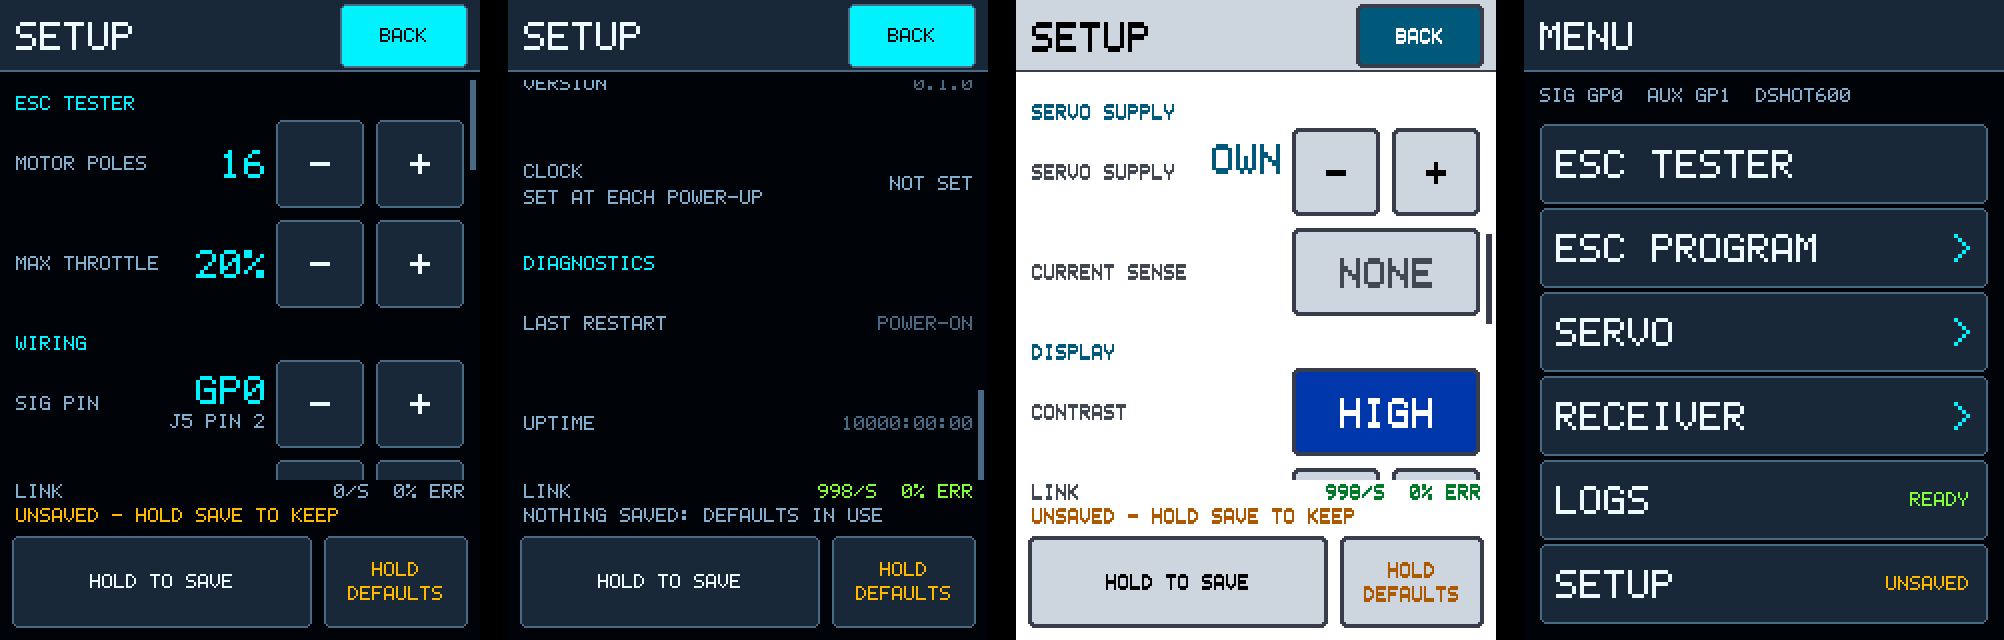 SETUP
BACK
ESC TESTER
MOTOR POLES 16 - +
MAX THROTTLE 20% - +
WIRING
SIG PIN GP0 - +
J5 PIN 2
LINK 0/S 0% ERR
UNSAVED - HOLD SAVE TO KEEP
HOLD TO SAVE
HOLD
DEFAULTS
SETUP
BACK
VERSION 0.1.0
CLOCK
SET AT EACH POWER-UP
NOT SET
DIAGNOSTICS
LAST RESTART POWER-ON
UPTIME 10000:00:00
LINK 998/S 0% ERR
NOTHING SAVED: DEFAULTS IN USE
HOLD TO SAVE
HOLD
DEFAULTS
SETUP
BACK
SERVO SUPPLY
SERVO SUPPLY OWN - +
CURRENT SENSE NONE
DISPLAY
CONTRAST HIGH
LINK 998/S 0% ERR
UNSAVED - HOLD SAVE TO KEEP
HOLD TO SAVE
HOLD
DEFAULTS
MENU
SIG GP0 AUX GP1 DSHOT600
ESC TESTER
ESC PROGRAM >
SERVO >
RECEIVER >
LOGS READY
SETUP UNSAVED